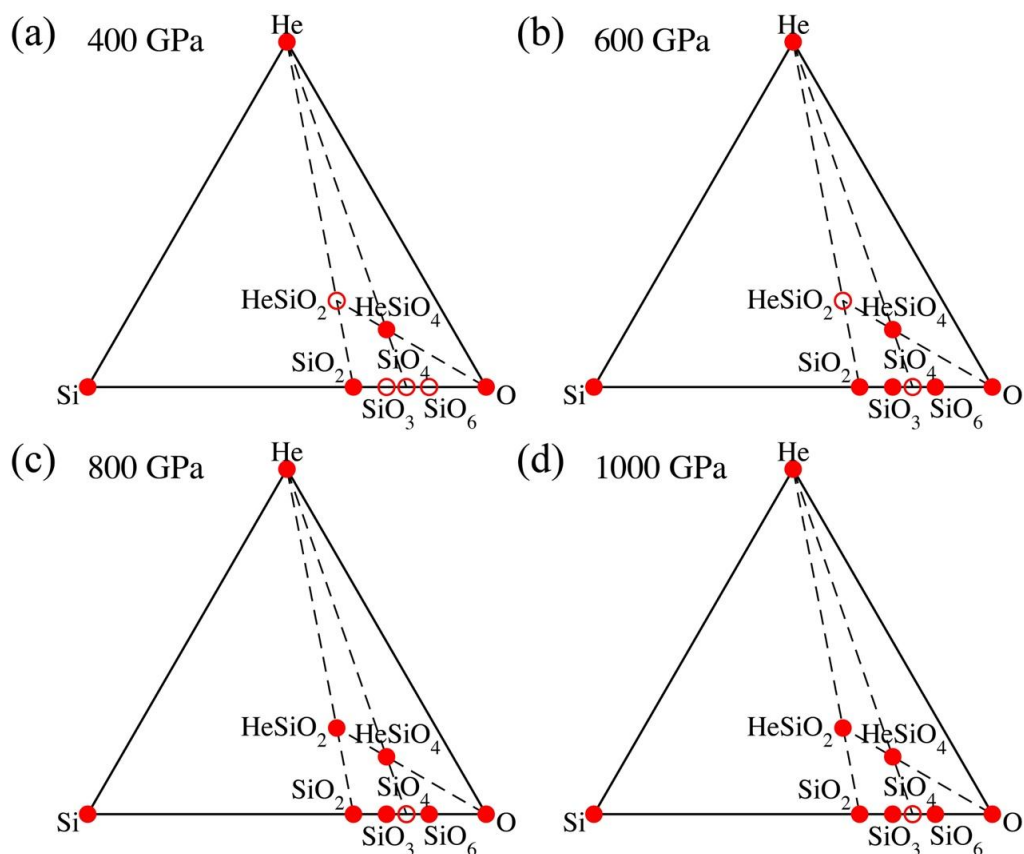 (a) 400 GPa
He
HeSiO₂
HeSiO₄
SiO₂
SiO₄
Si
SiO₃
SiO₆
O
(b) 600 GPa
He
HeSiO₂
HeSiO₄
SiO₂
SiO₄
Si
SiO₃
SiO₆
O
(c) 800 GPa
He
HeSiO₂
HeSiO₄
SiO₂
SiO₄
Si
SiO₃
SiO₆
O
(d) 1000 GPa
He
HeSiO₂
HeSiO₄
SiO₂
SiO₄
Si
SiO₃
SiO₆
O